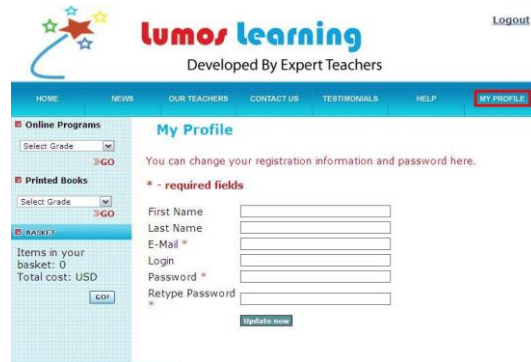 Lumos Learning
Developed By Expert Teachers
Logout
HOME NEWS OUR TEACHERS CONTACT US TESTIMONIALS HELP MY PROFILE
Online Programs
Select Grade
GO
Printed Books
Select Grade
GO
BASKET
Items in your
basket: 0
Total cost: USD
GO!
My Profile
You can change your registration information and password here.
* - required fields
First Name
Last Name
E-Mail *
Login
Password *
Retype Password
*
Update now